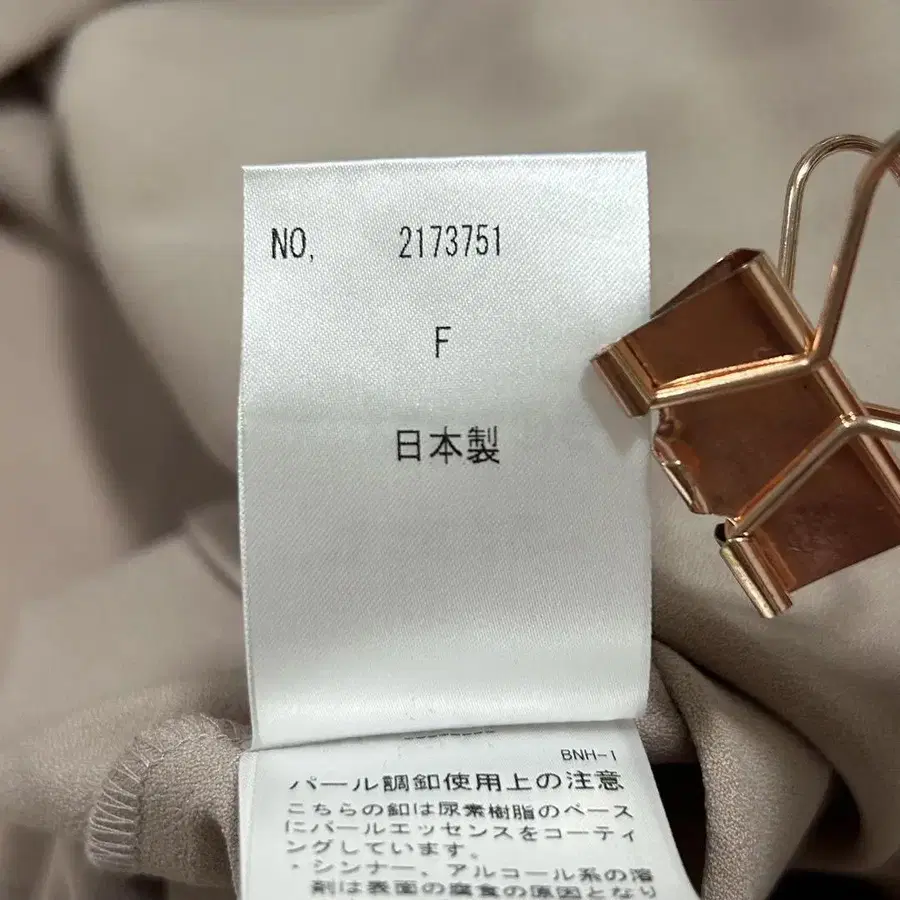 NO, 2173751
F
日本製
BNH-1
パール調釦使用上の注意
こちらの釦は尿素樹脂のベース
にパールエッセンスをコーティ
ングしています。
・シンナー、アルコール系の溶
剤は表面の腐食の原因となり